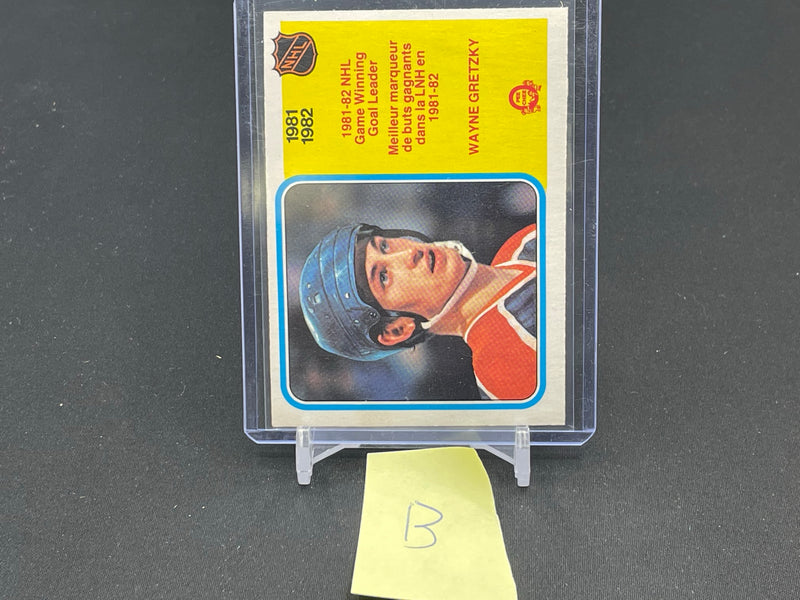 NHL
1981
1982
1981-82 NHL
Game Winning
Goal Leader
Meilleur marqueur
de buts gagnants
dans la LNH en
1981-82
WAYNE GRETZKY
B